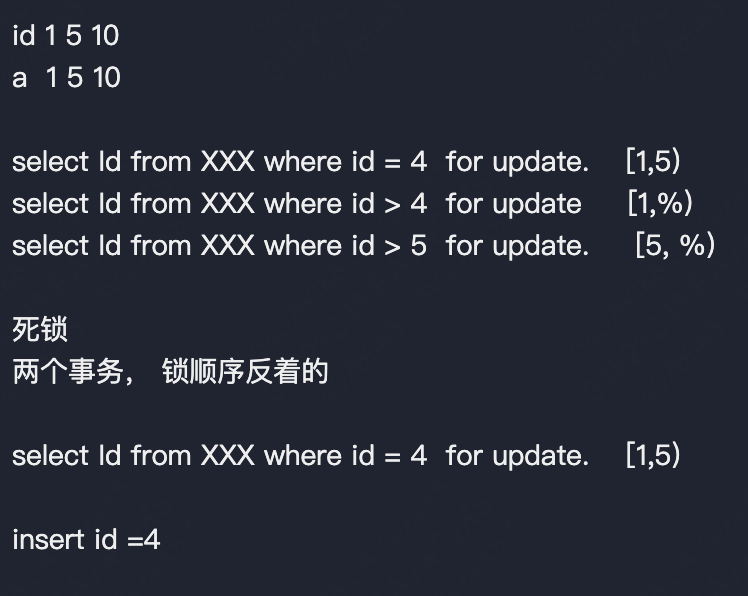 id 1 5 10
a 1 5 10
select Id from XXX where id = 4 for update. [1,5)
select Id from XXX where id > 4 for update [1,%)
select Id from XXX where id > 5 for update. [5, %)
死锁
两个事务， 锁顺序反着的
select Id from XXX where id = 4 for update. [1,5)
insert id =4